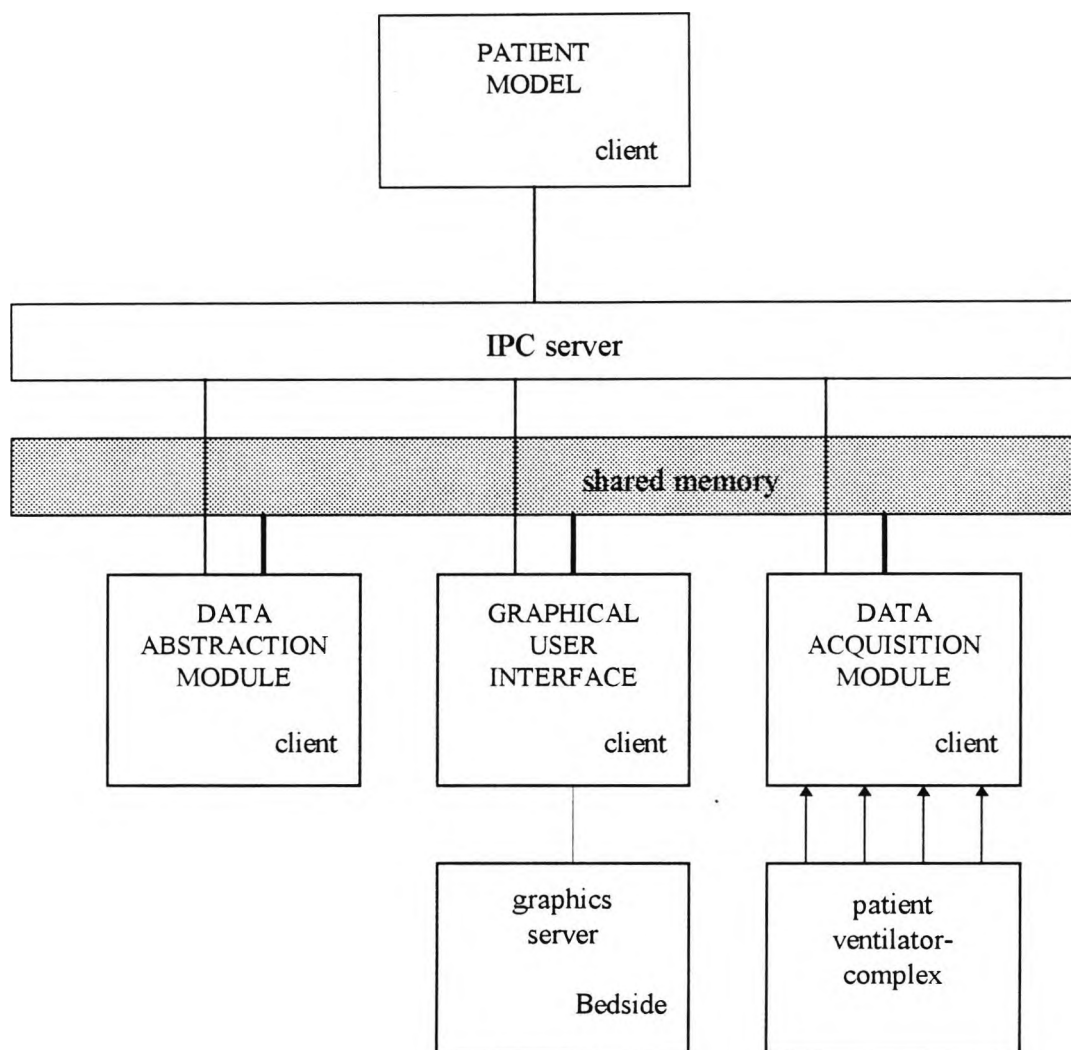 PATIENT
MODEL
client
IPC server
shared memory
DATA
ABSTRACTION
MODULE
client
GRAPHICAL
USER
INTERFACE
client
DATA
ACQUISITION
MODULE
client
graphics
server
Bedside
patient
ventilator-
complex